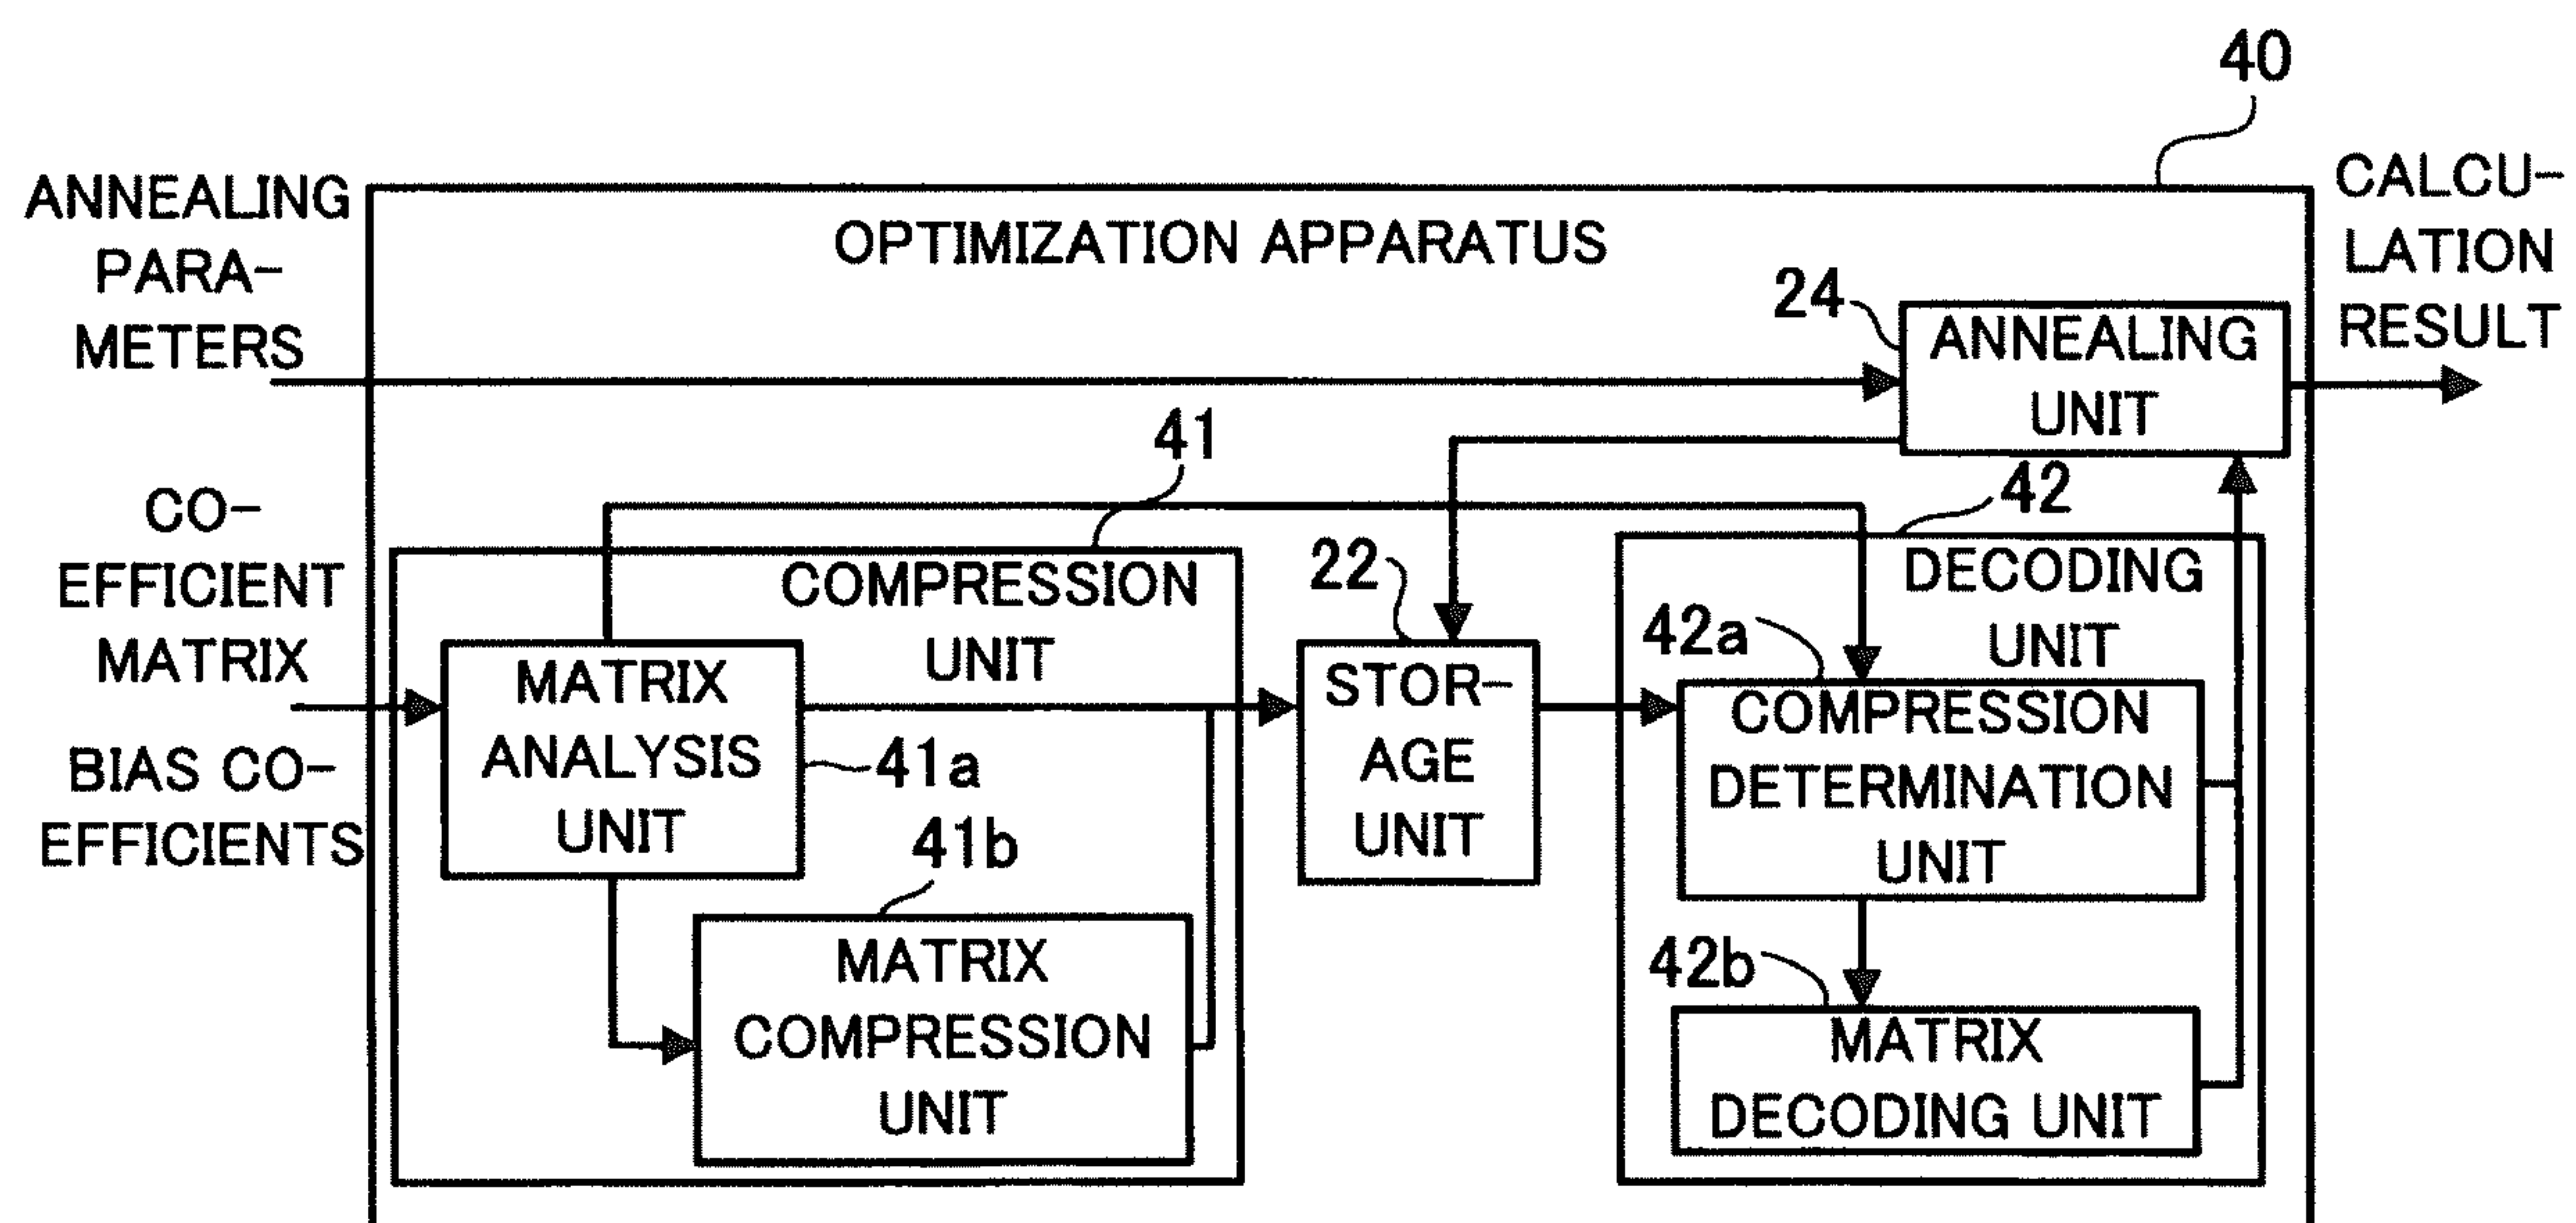 40
ANNEALING
PARA-
METERS
OPTIMIZATION APPARATUS
CALCU-
LATION
RESULT
24
ANNEALING
UNIT
CO-
EFFICIENT
MATRIX
BIAS CO-
EFFICIENTS
41
COMPRESSION
UNIT
MATRIX
ANALYSIS
UNIT
41a
41b
MATRIX
COMPRESSION
UNIT
22
STOR-
AGE
UNIT
42
DECODING
UNIT
42a
COMPRESSION
DETERMINATION
UNIT
42b
MATRIX
DECODING UNIT